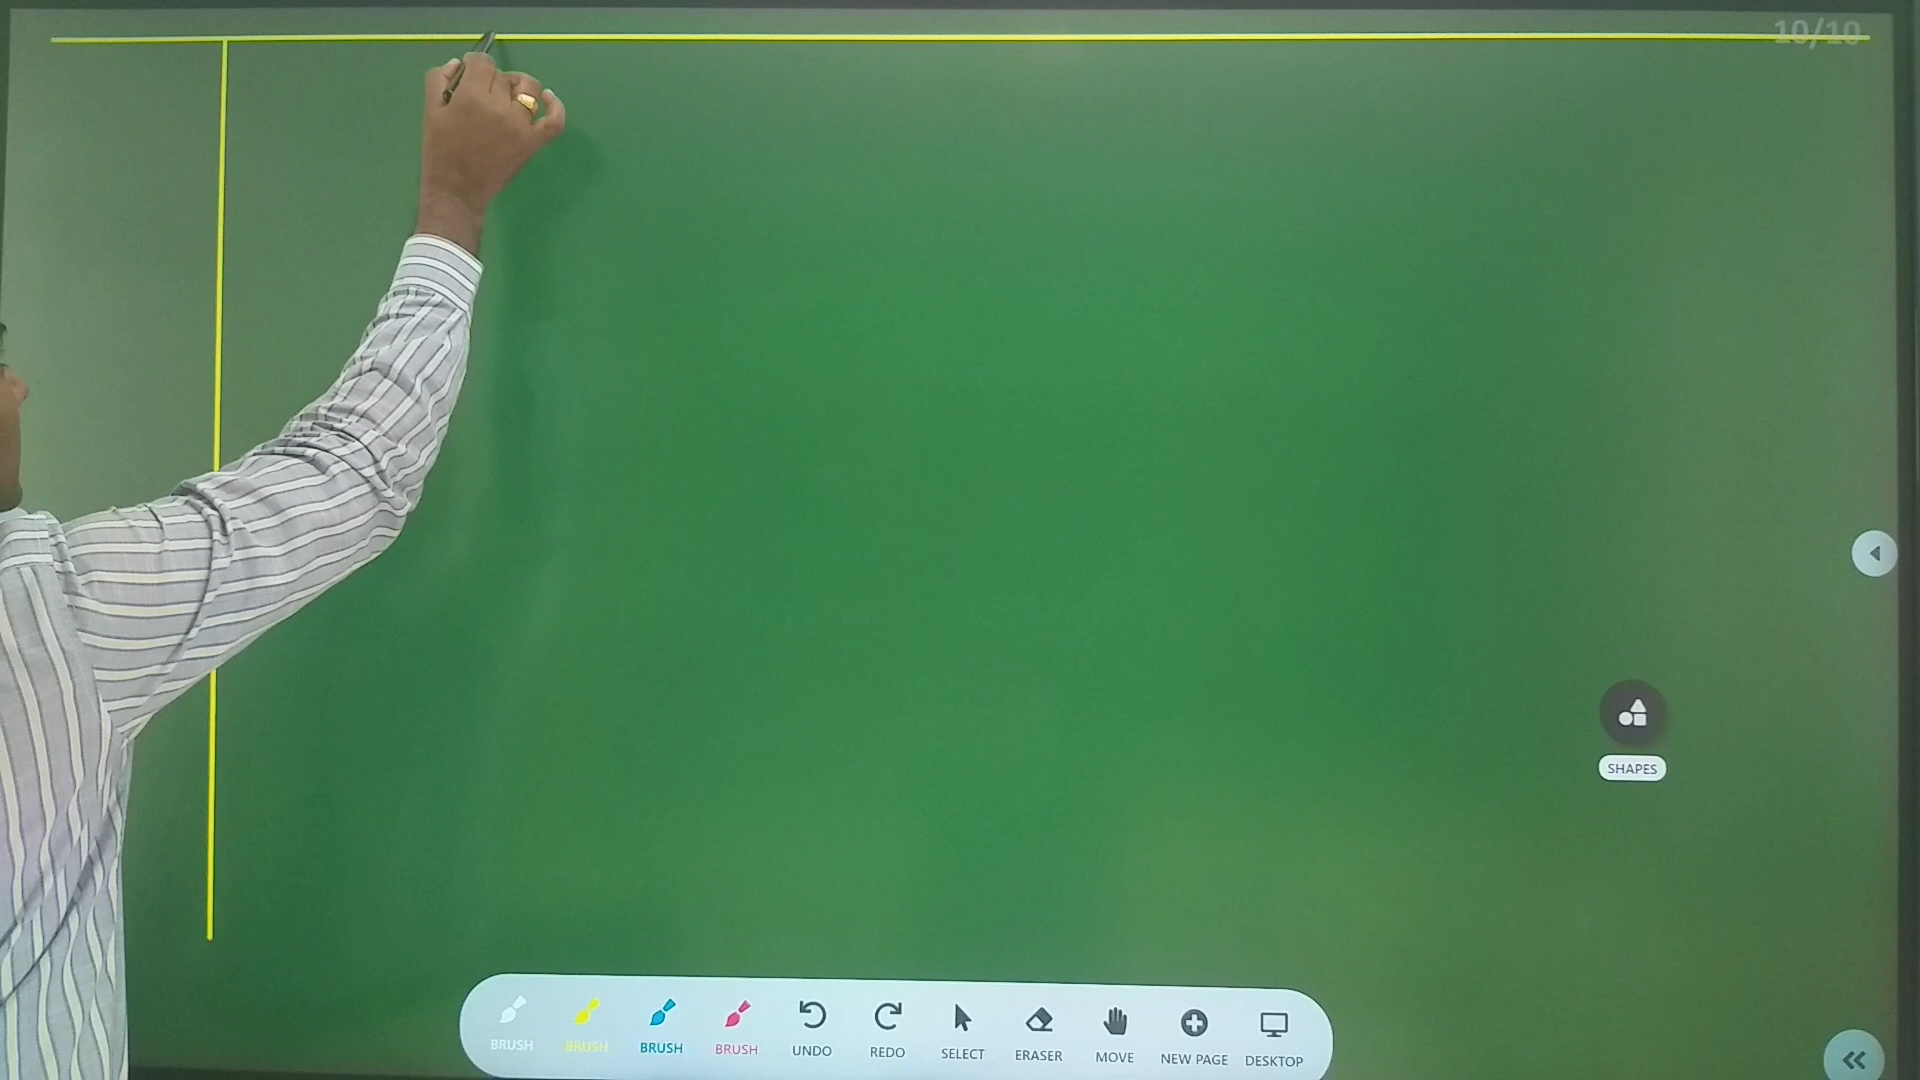 10/10
SHAPES
BRUSH BRUSH BRUSH BRUSH UNDO REDO SELECT ERASER MOVE NEW PAGE DESKTOP